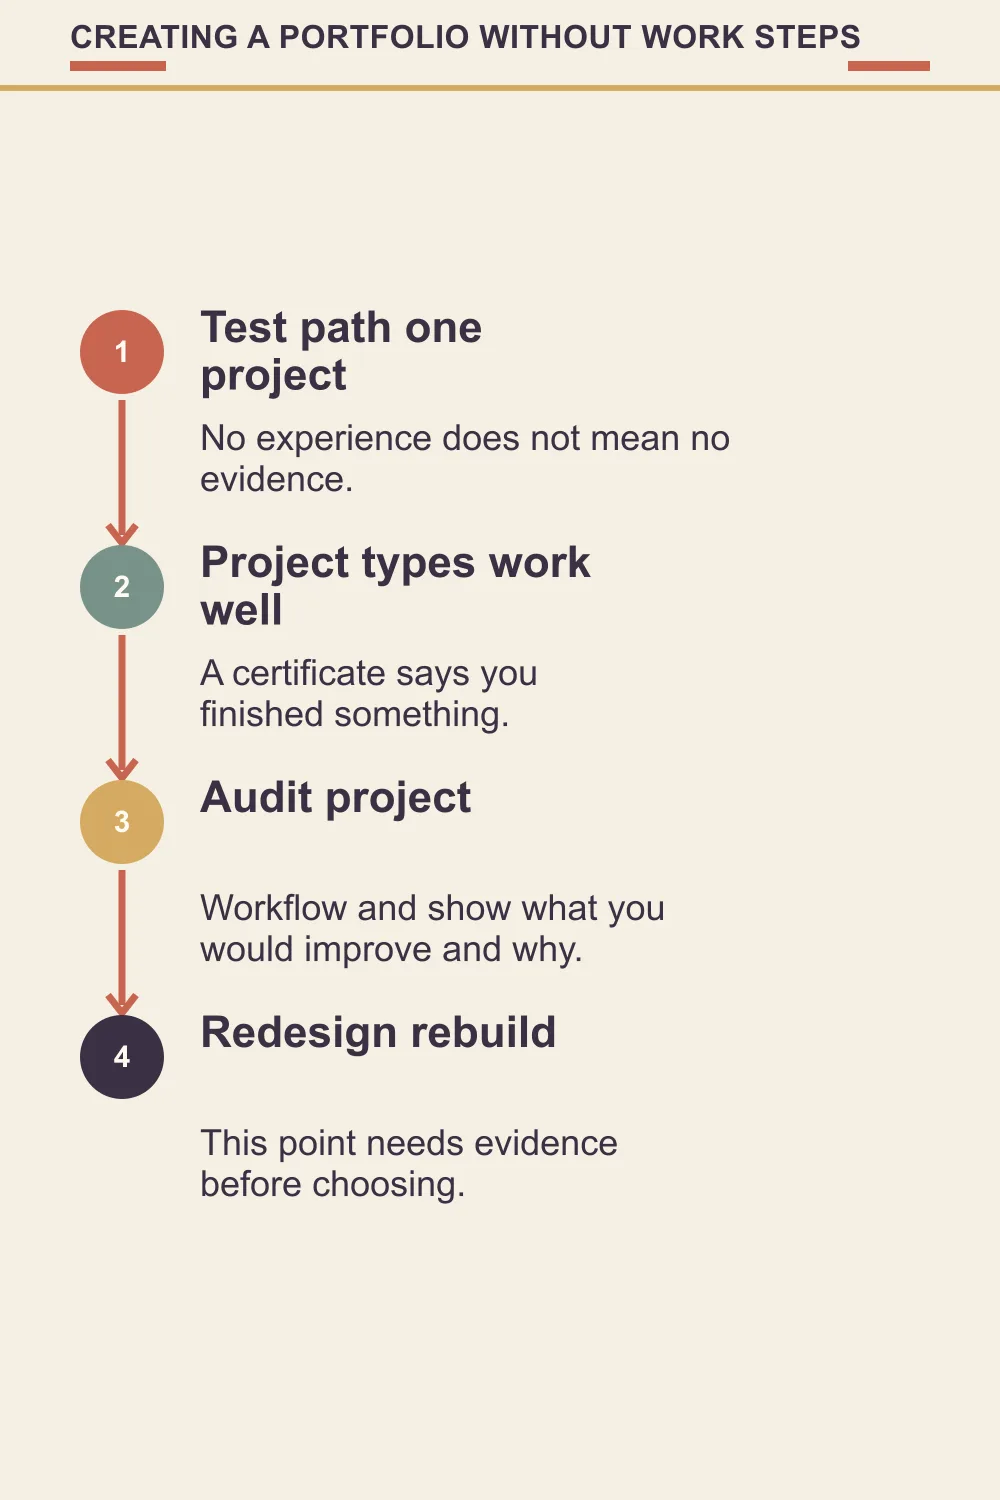 CREATING A PORTFOLIO WITHOUT WORK STEPS
1
Test path one
project
No experience does not mean no
evidence.
2
Project types work
well
A certificate says you
finished something.
3
Audit project
Workflow and show what you
would improve and why.
4
Redesign rebuild
This point needs evidence
before choosing.